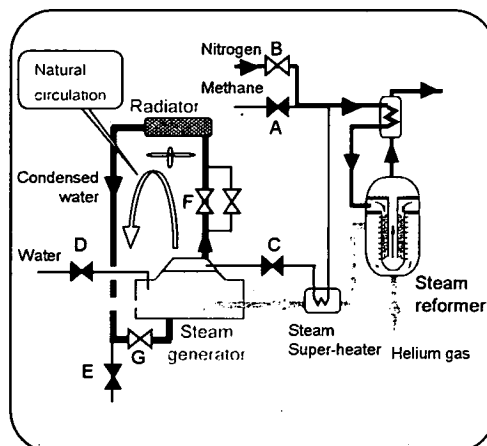 Nitrogen B
Methane
A
Natural
circulation
Radiator
Condensed
water
F
D
Water
C
Steam
generator
G
E
Steam
Super-heater
Steam
reformer
Helium gas